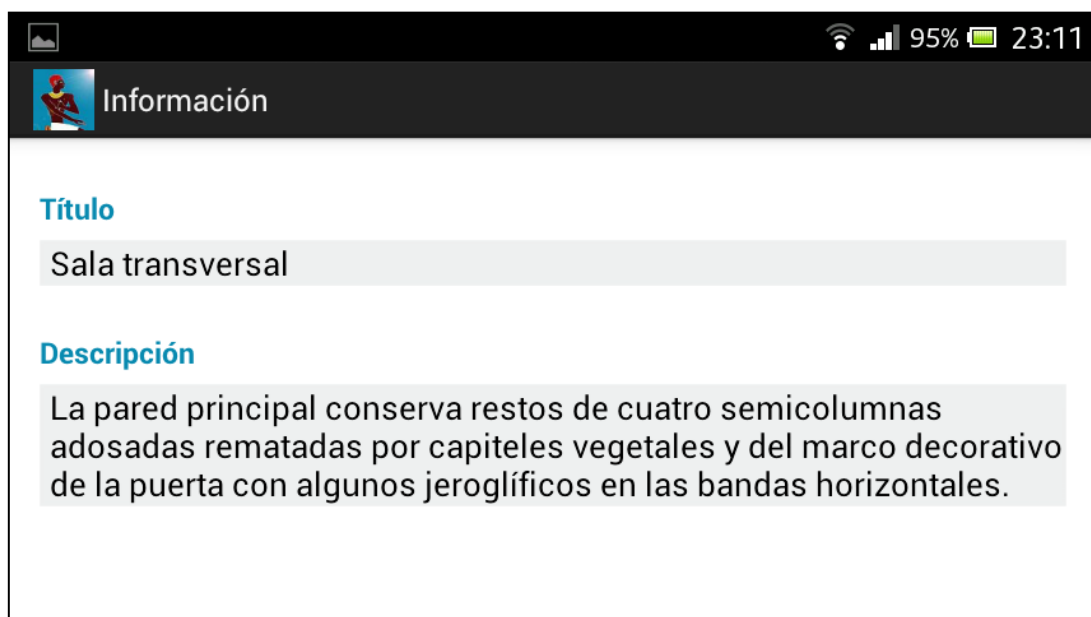 95% 23:11
Información
Título
Sala transversal
Descripción
La pared principal conserva restos de cuatro semicolumnas
adosadas rematadas por capiteles vegetales y del marco decorativo
de la puerta con algunos jeroglíficos en las bandas horizontales.